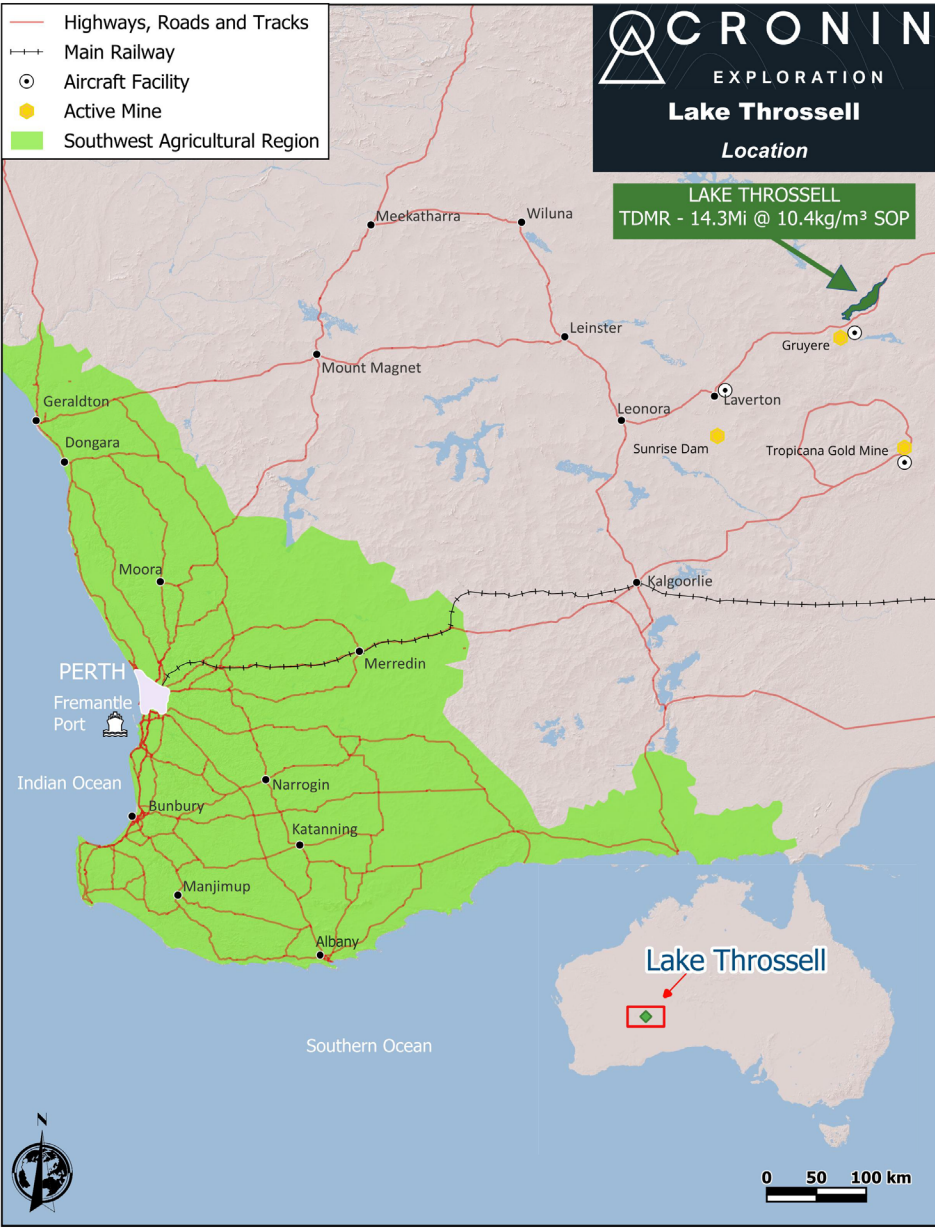 Highways, Roads and Tracks
Main Railway
Aircraft Facility
Active Mine
Southwest Agricultural Region
CRONIN
EXPLORATION
Lake Throssell
Location
LAKE THROSSELL
TDMR - 14.3Mi @ 10.4kg/m³ SOP
Meekatharra
Wiluna
Leinster
Gruyere
Mount Magnet
Geraldton
Leonora
Laverton
Dongara
Sunrise Dam
Tropicana Gold Mine
Moora
Kalgoorlie
Merredin
PERTH
Fremantle
Port
Indian Ocean
Narrogin
Bunbury
Katanning
Manjimup
Albany
Lake Throssell
Southern Ocean
N
0 50 100 km